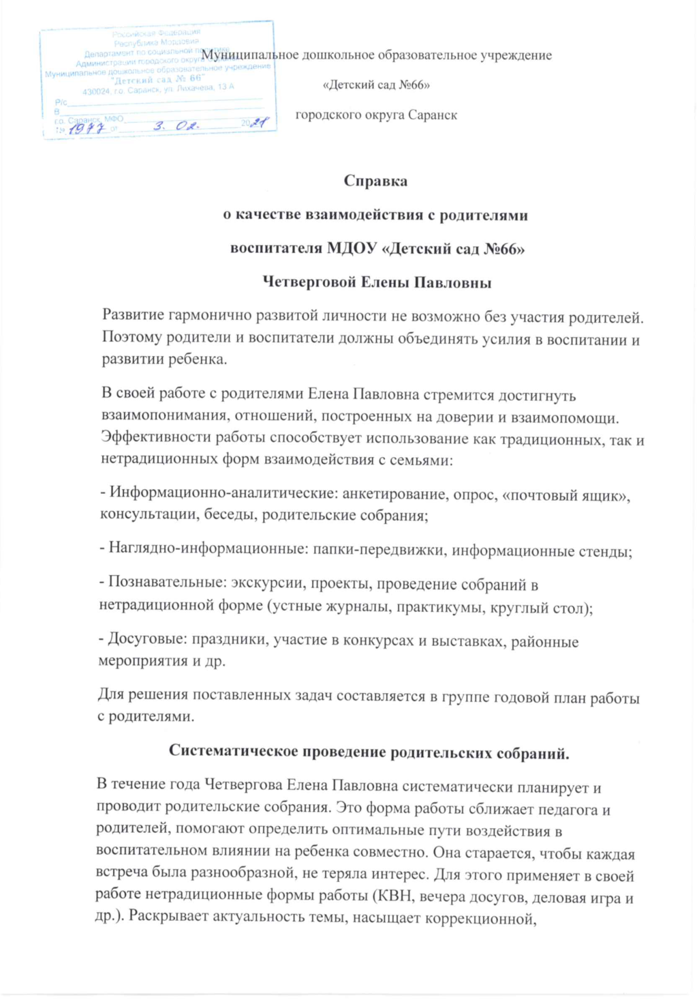 Российская Федерация
Республика Мордовия
Департамент по социальной политике
Администрации городского округа Саранск
Муниципальное дошкольное образовательное учреждение
"Детский сад № 66"
430024, г.о. Саранск, ул. Лихачева, 13 А
Р/с
В
г.о. Саранск, МФО
№ 1977 от 3. 02. 2021
Муниципальное дошкольное образовательное учреждение
«Детский сад №66»
городского округа Саранск
Справка
о качестве взаимодействия с родителями
воспитателя МДОУ «Детский сад №66»
Четверговой Елены Павловны
Развитие гармонично развитой личности не возможно без участия родителей.
Поэтому родители и воспитатели должны объединять усилия в воспитании и
развитии ребенка.
В своей работе с родителями Елена Павловна стремится достигнуть
взаимопонимания, отношений, построенных на доверии и взаимопомощи.
Эффективности работы способствует использование как традиционных, так и
нетрадиционных форм взаимодействия с семьями:
- Информационно-аналитические: анкетирование, опрос, «почтовый ящик»,
консультации, беседы, родительские собрания;
- Наглядно-информационные: папки-передвижки, информационные стенды;
- Познавательные: экскурсии, проекты, проведение собраний в
нетрадиционной форме (устные журналы, практикумы, круглый стол);
- Досуговые: праздники, участие в конкурсах и выставках, районные
мероприятия и др.
Для решения поставленных задач составляется в группе годовой план работы
с родителями.
Систематическое проведение родительских собраний.
В течение года Четвергова Елена Павловна систематически планирует и
проводит родительские собрания. Это форма работы сближает педагога и
родителей, помогают определить оптимальные пути воздействия в
воспитательном влиянии на ребенка совместно. Она старается, чтобы каждая
встреча была разнообразной, не теряла интерес. Для этого применяет в своей
работе нетрадиционные формы работы (КВН, вечера досугов, деловая игра и
др.). Раскрывает актуальность темы, насыщает коррекционной,